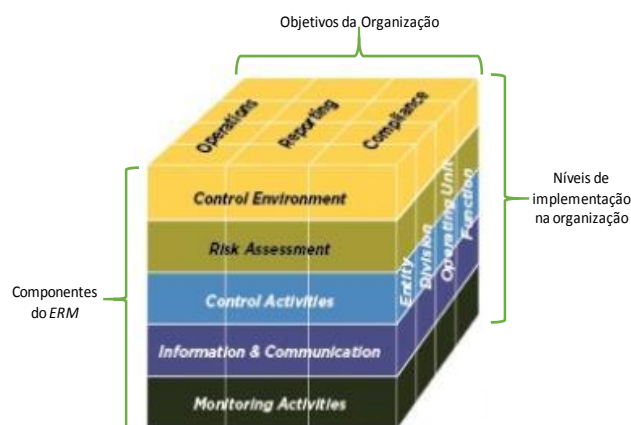 Objetivos da Organização
Operations
Reporting
Compliance
Control Environment
Risk Assessment
Control Activities
Information & Communication
Monitoring Activities
Entity
Division
Operating Unit
Function
Níveis de
implementação
na organização
Componentes
do ERM